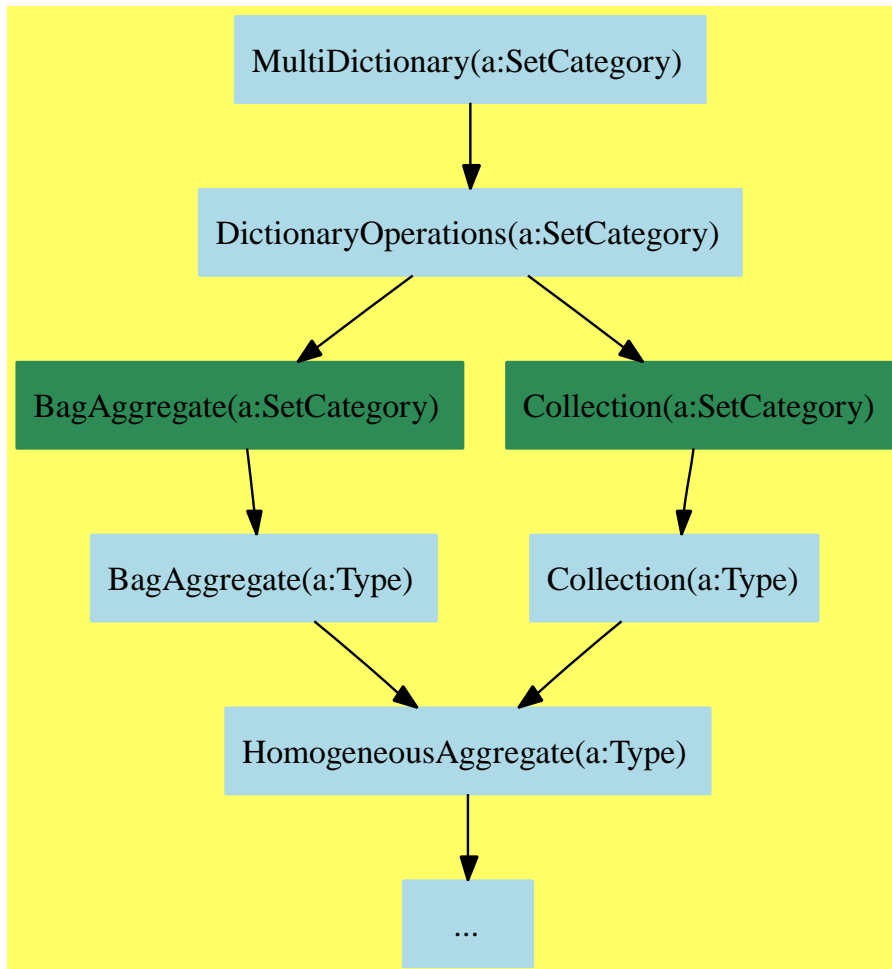 MultiDictionary(a:SetCategory)
DictionaryOperations(a:SetCategory)
BagAggregate(a:SetCategory)
Collection(a:SetCategory)
BagAggregate(a:Type)
Collection(a:Type)
HomogeneousAggregate(a:Type)
...